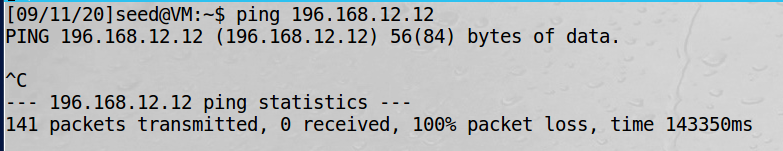 [09/11/20]seed@VM:~$ ping 196.168.12.12
PING 196.168.12.12 (196.168.12.12) 56(84) bytes of data.
^C
--- 196.168.12.12 ping statistics ---
141 packets transmitted, 0 received, 100% packet loss, time 143350ms